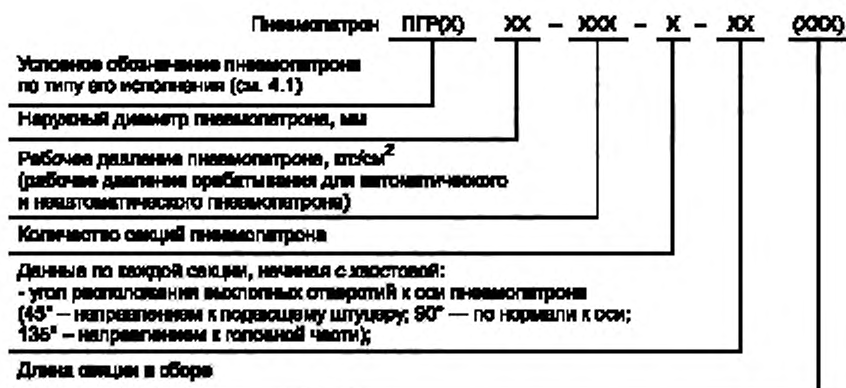 Пневмопатрон ПГР(Х) ХХ – ХХХ – Х – ХХ (ХХХ)
Условное обозначение пневмопатрона
по типу его исполнения (см. 4.1)
Наружный диаметр пневмопатрона, мм
Рабочее давление пневмопатрона, кгс/см²
(рабочее давление срабатывания для автоматического
и неавтоматического пневмопатрона)
Количество секций пневмопатрона
Данные по каждой секции, начиная с хвостовой:
- угол расположения выхлопных отверстий к оси пневмопатрона
(45° – направлением к подающему штуцеру; 90° — по нормали к оси;
135° – направлением к головной части);
Длина секции в сборе